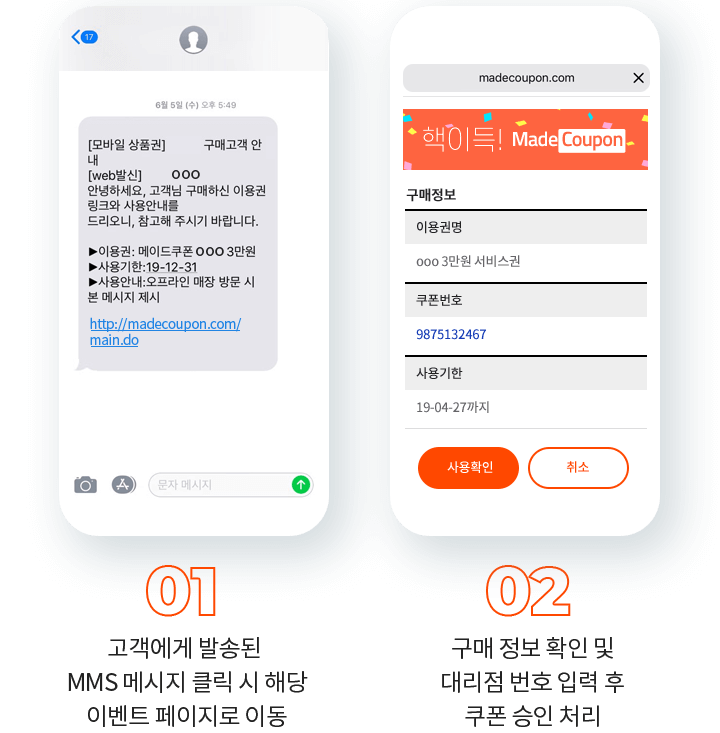 17
6월 5일 (수) 오후 5:49
[모바일 상품권] 구매고객 안
내
[web발신] OOO
안녕하세요, 고객님 구매하신 이용권
링크와 사용안내를
드리오니, 참고해 주시기 바랍니다.
▶이용권: 메이드쿠폰 OOO 3만원
▶사용기한:19-12-31
▶사용안내:오프라인 매장 방문 시
본 메시지 제시
http://madecoupon.com/
main.do
문자 메시지
01
고객에게 발송된
MMS 메시지 클릭 시 해당
이벤트 페이지로 이동
madecoupon.com
핵이득! MadeCoupon
구매정보
이용권명
ooo 3만원 서비스권
쿠폰번호
9875132467
사용기한
19-04-27까지
사용확인 취소
02
구매 정보 확인 및
대리점 번호 입력 후
쿠폰 승인 처리